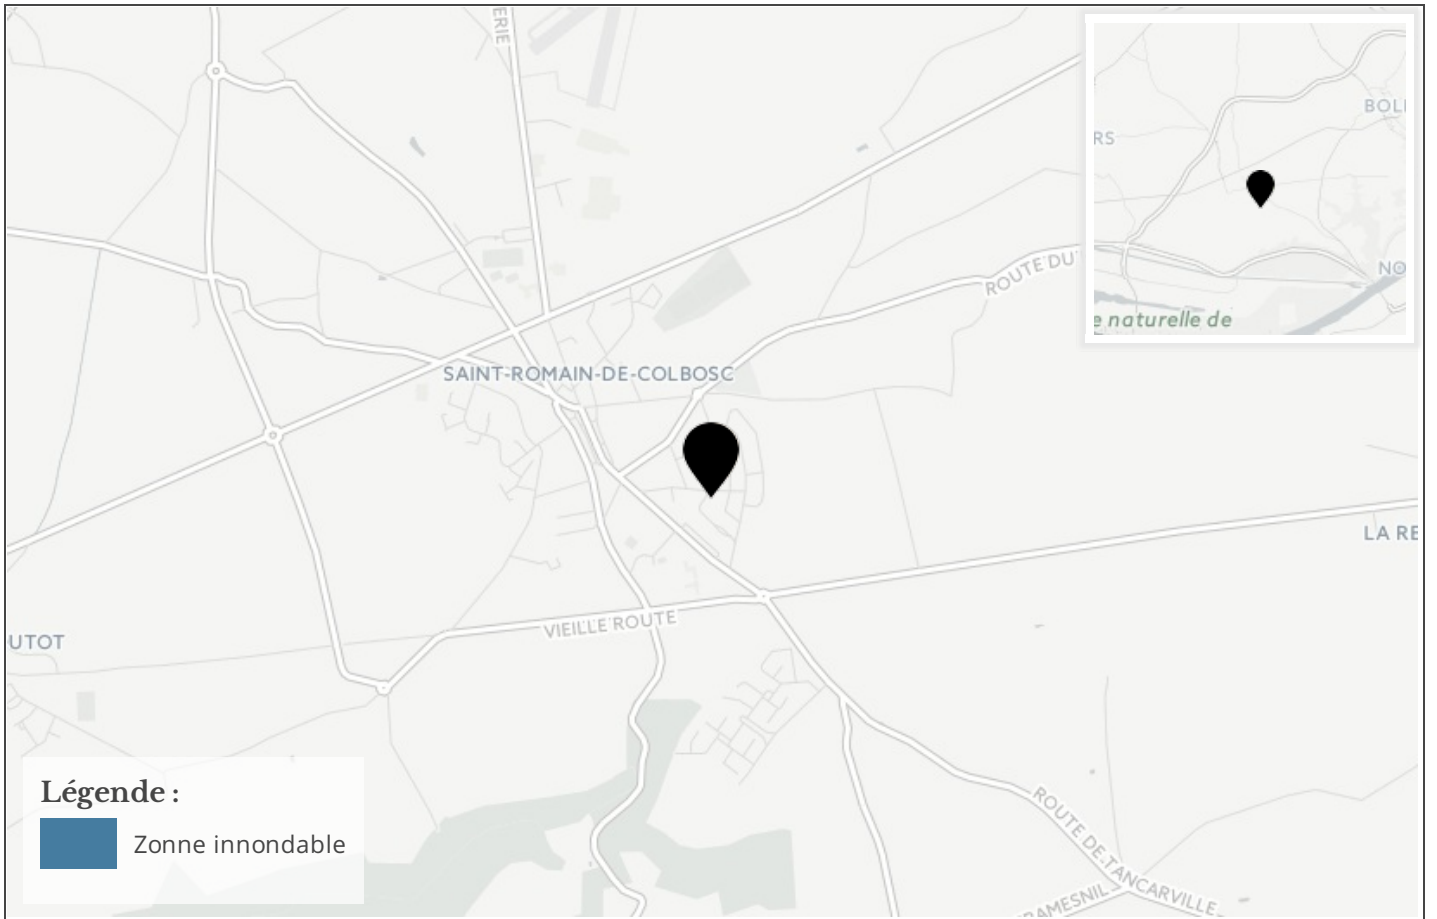 ERIE
BOL
RS
NO
e naturelle de
ROUTE DU
SAINT-ROMAIN-DE-COLBOSC
LA RE
VIEILLE ROUTE
UTOT
Légende :
Zonne innondable
ROUTE DE TANCARVILLE
RAMESNIL